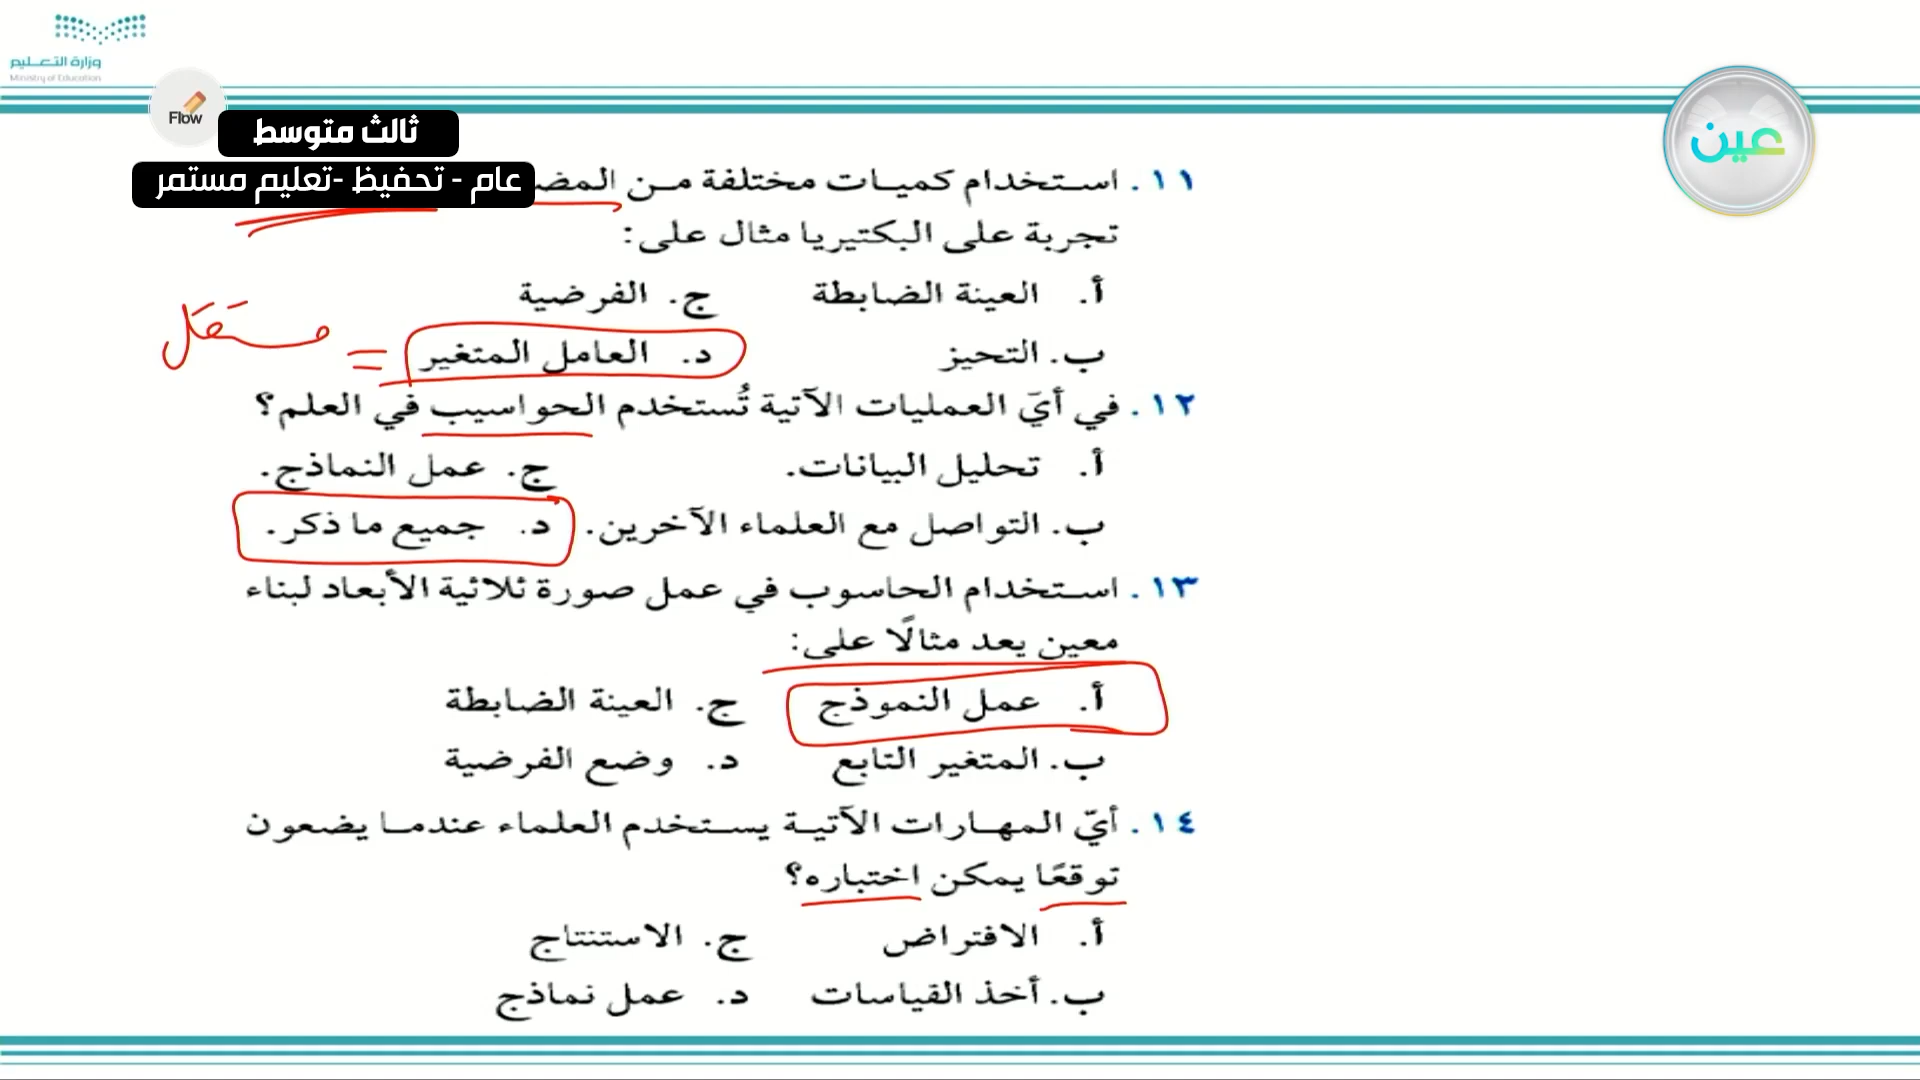 وزارة التعليم
Ministry of Education
Flow
ثالث متوسط
عام - تحفيظ -تعليم مستمر
عين
١١. استخدام كميات مختلفة من
تجربة على البكتيريا مثال على:
أ. العينة الضابطة ج. الفرضية
ب. التحيز د. العامل المتغير = مستقل
١٢. في أيَ العمليات الآتية تُستخدم الحواسيب في العلم؟
أ. تحليل البيانات. ج. عمل النماذج.
ب. التواصل مع العلماء الآخرين. د. جميع ما ذكر.
١٣. استخدام الحاسوب في عمل صورة ثلاثية الأبعاد لبناء
معين يعد مثالًا على:
أ. عمل النموذج ج. العينة الضابطة
ب. المتغير التابع د. وضع الفرضية
١٤. أيّ المهارات الآتية يستخدم العلماء عندما يضعون
توقعًا يمكن اختباره؟
أ. الافتراض ج. الاستنتاج
ب. أخذ القياسات د. عمل نماذج